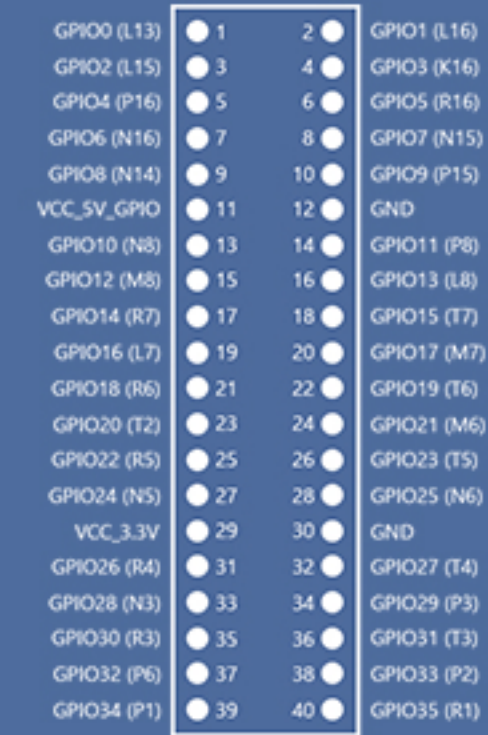 GPIO0 (L13) 1 2 GPIO1 (L16)
GPIO2 (L15) 3 4 GPIO3 (K16)
GPIO4 (P16) 5 6 GPIO5 (R16)
GPIO6 (N16) 7 8 GPIO7 (N15)
GPIO8 (N14) 9 10 GPIO9 (P15)
VCC_5V_GPIO 11 12 GND
GPIO10 (N8) 13 14 GPIO11 (P8)
GPIO12 (M8) 15 16 GPIO13 (L8)
GPIO14 (R7) 17 18 GPIO15 (T7)
GPIO16 (L7) 19 20 GPIO17 (M7)
GPIO18 (R6) 21 22 GPIO19 (T6)
GPIO20 (T2) 23 24 GPIO21 (M6)
GPIO22 (R5) 25 26 GPIO23 (T5)
GPIO24 (N5) 27 28 GPIO25 (N6)
VCC_3.3V 29 30 GND
GPIO26 (R4) 31 32 GPIO27 (T4)
GPIO28 (N3) 33 34 GPIO29 (P3)
GPIO30 (R3) 35 36 GPIO31 (T3)
GPIO32 (P6) 37 38 GPIO33 (P2)
GPIO34 (P1) 39 40 GPIO35 (R1)